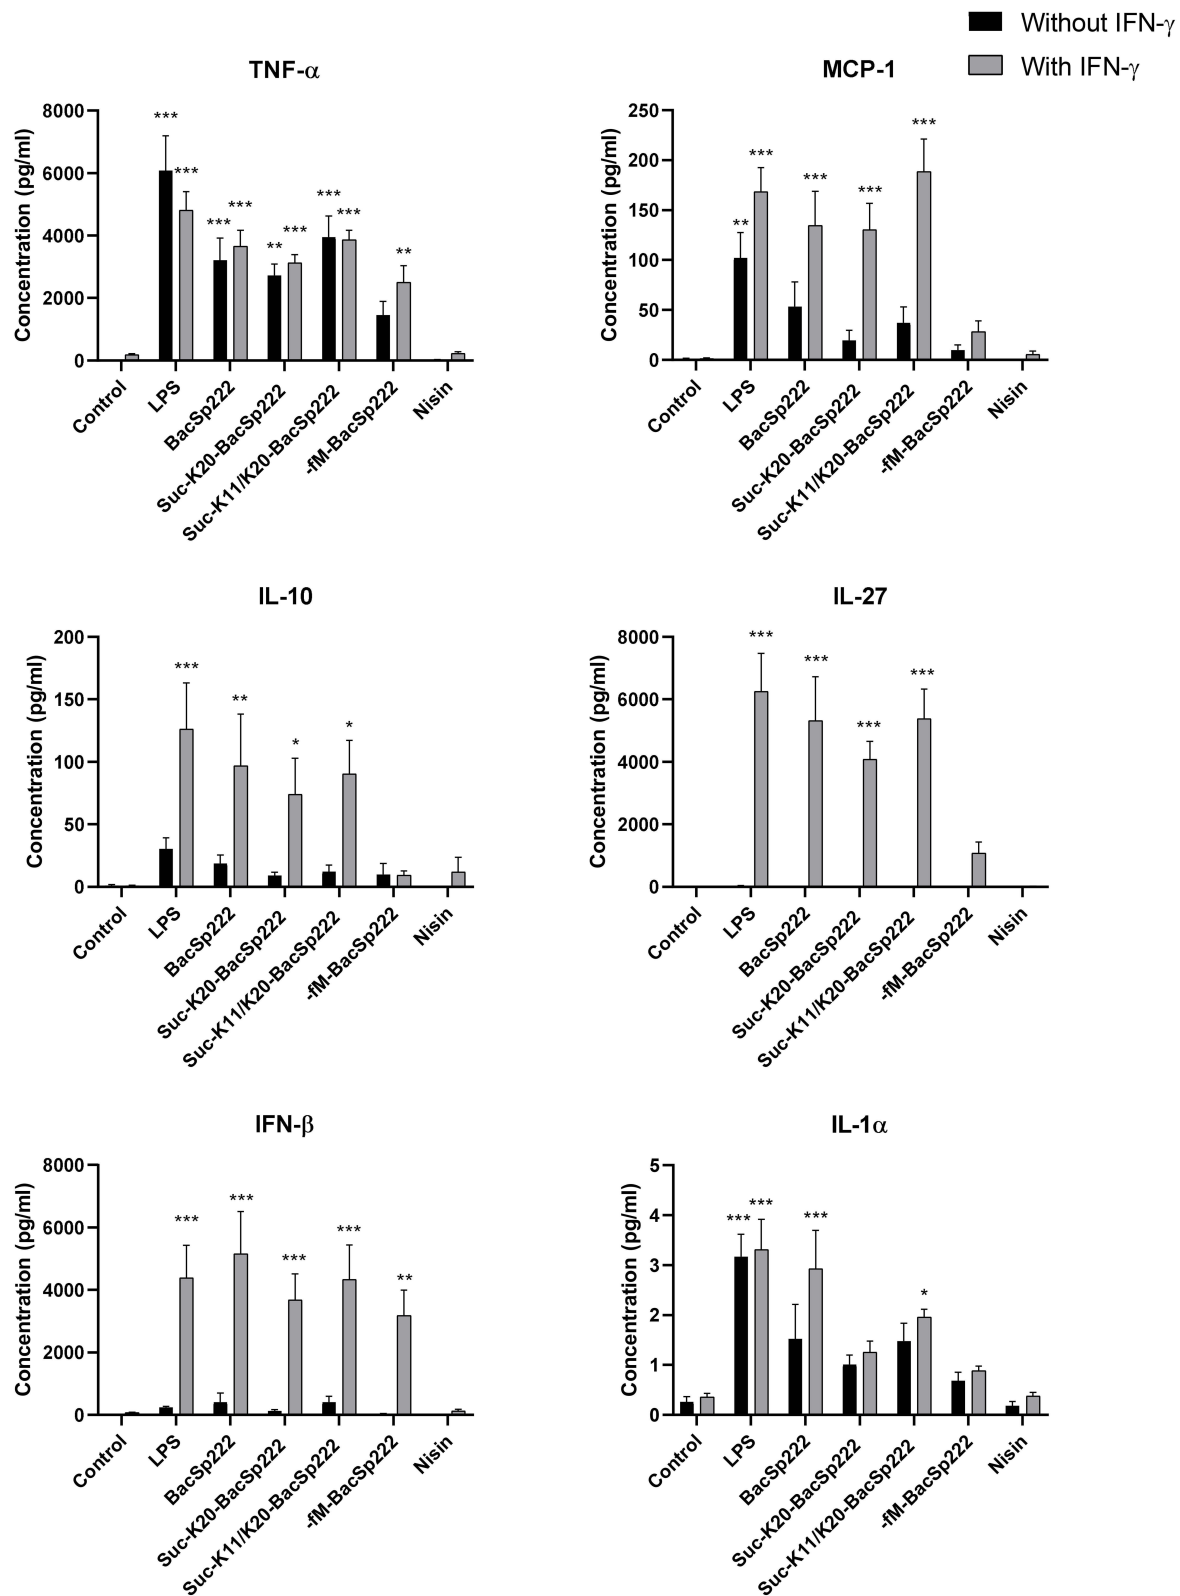 Without IFN-γ
With IFN-γ
TNF-α
Concentration (pg/ml)
8000
6000
4000
2000
0
***
***
***
***
**
***
***
***
**
Control
LPS
BacSp222
Suc-K20-BacSp222
Suc-K11/K20-BacSp222
-fM-BacSp222
Nisin
MCP-1
Concentration (pg/ml)
250
200
150
100
50
0
**
***
***
***
***
Control
LPS
BacSp222
Suc-K20-BacSp222
Suc-K11/K20-BacSp222
-fM-BacSp222
Nisin
IL-10
Concentration (pg/ml)
200
150
100
50
0
***
**
*
*
Control
LPS
BacSp222
Suc-K20-BacSp222
Suc-K11/K20-BacSp222
-fM-BacSp222
Nisin
IL-27
Concentration (pg/ml)
8000
6000
4000
2000
0
***
***
***
***
Control
LPS
BacSp222
Suc-K20-BacSp222
Suc-K11/K20-BacSp222
-fM-BacSp222
Nisin
IFN-β
Concentration (pg/ml)
8000
6000
4000
2000
0
***
***
***
***
**
Control
LPS
BacSp222
Suc-K20-BacSp222
Suc-K11/K20-BacSp222
-fM-BacSp222
Nisin
IL-1α
Concentration (pg/ml)
5
4
3
2
1
0
***
***
***
*
Control
LPS
BacSp222
Suc-K20-BacSp222
Suc-K11/K20-BacSp222
-fM-BacSp222
Nisin